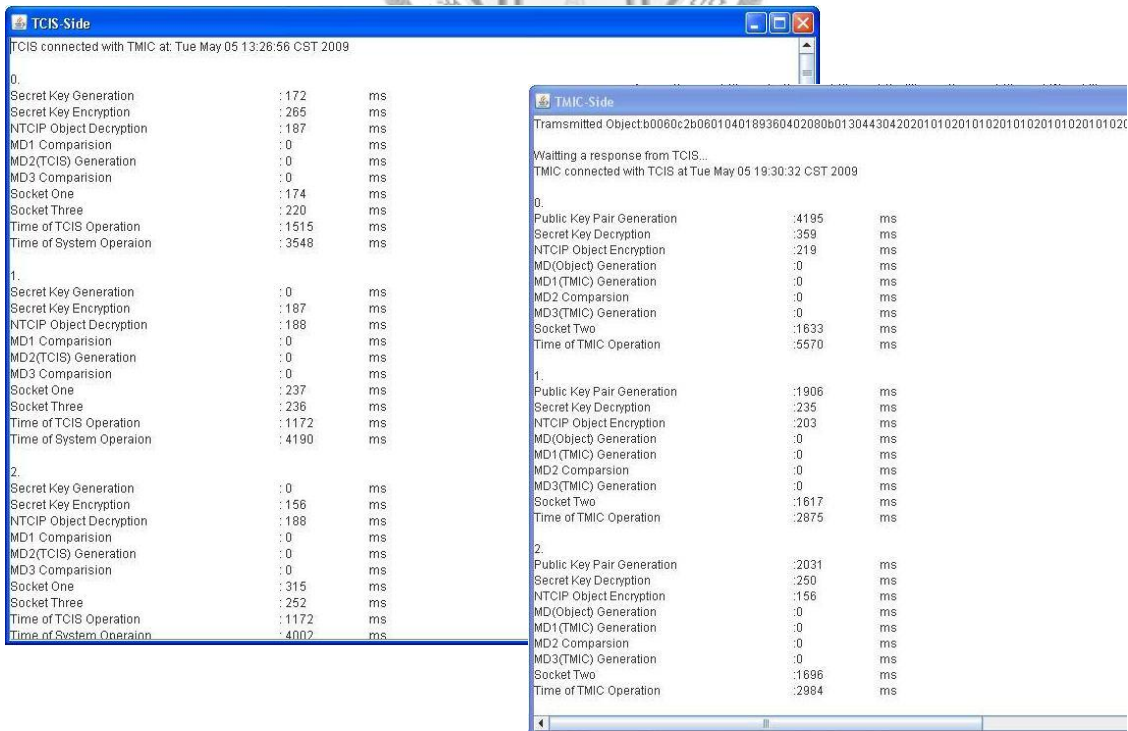 TCIS-Side
TCIS connected with TMIC at: Tue May 05 13:26:56 CST 2009
0.
Secret Key Generation : 172 ms
Secret Key Encryption : 265 ms
NTCIP Object Decryption : 187 ms
MD1 Comparision : 0 ms
MD2(TCIS) Generation : 0 ms
MD3 Comparision : 0 ms
Socket One : 174 ms
Socket Three : 220 ms
Time of TCIS Operation : 1515 ms
Time of System Operaion : 3548 ms
1.
Secret Key Generation : 0 ms
Secret Key Encryption : 187 ms
NTCIP Object Decryption : 188 ms
MD1 Comparision : 0 ms
MD2(TCIS) Generation : 0 ms
MD3 Comparision : 0 ms
Socket One : 237 ms
Socket Three : 236 ms
Time of TCIS Operation : 1172 ms
Time of System Operaion : 4190 ms
2.
Secret Key Generation : 0 ms
Secret Key Encryption : 156 ms
NTCIP Object Decryption : 188 ms
MD1 Comparision : 0 ms
MD2(TCIS) Generation : 0 ms
MD3 Comparision : 0 ms
Socket One : 315 ms
Socket Three : 252 ms
Time of TCIS Operation : 1172 ms
Time of System Operaion : 4002 ms
TMIC-Side
Tramsmitted Object:b0060c2b06010401893604020​80b01304430420201010201010102010102010102010102​0
Waitting a response from TCIS...
TMIC connected with TCIS at Tue May 05 19:30:32 CST 2009
0.
Public Key Pair Generation :4195 ms
Secret Key Decryption :359 ms
NTCIP Object Encryption :219 ms
MD(Object) Generation :0 ms
MD1(TMIC) Generation :0 ms
MD2 Comparsion :0 ms
MD3(TMIC) Generation :0 ms
Socket Two :1633 ms
Time of TMIC Operation :5570 ms
1.
Public Key Pair Generation :1906 ms
Secret Key Decryption :235 ms
NTCIP Object Encryption :203 ms
MD(Object) Generation :0 ms
MD1(TMIC) Generation :0 ms
MD2 Comparsion :0 ms
MD3(TMIC) Generation :0 ms
Socket Two :1617 ms
Time of TMIC Operation :2875 ms
2.
Public Key Pair Generation :2031 ms
Secret Key Decryption :250 ms
NTCIP Object Encryption :156 ms
MD(Object) Generation :0 ms
MD1(TMIC) Generation :0 ms
MD2 Comparsion :0 ms
MD3(TMIC) Generation :0 ms
Socket Two :1696 ms
Time of TMIC Operation :2984 ms